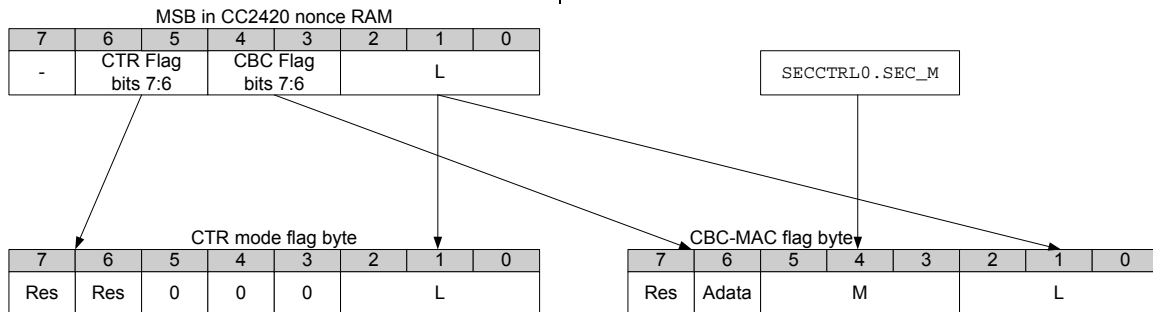 MSB in CC2420 nonce RAM
7 6 5 4 3 2 1 0
- CTR Flag bits 7:6 CBC Flag bits 7:6 L
SECCTRL0.SEC_M
CTR mode flag byte
7 6 5 4 3 2 1 0
Res Res 0 0 0 L
CBC-MAC flag byte
7 6 5 4 3 2 1 0
Res Adata M L